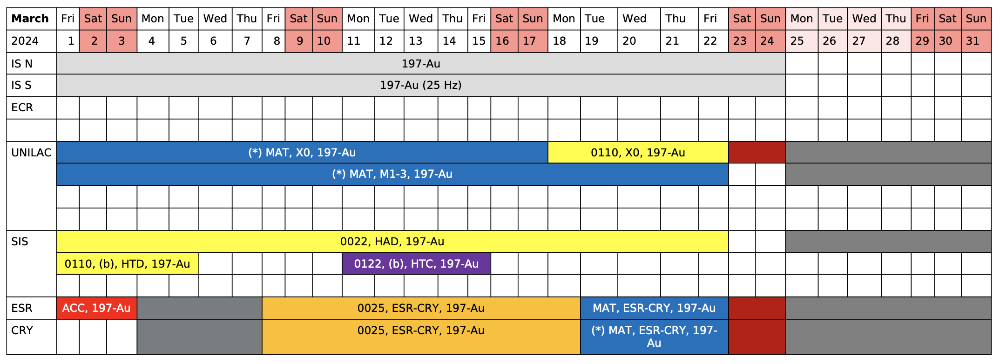 March Fri Sat Sun Mon Tue Wed Thu Fri Sat Sun Mon Tue Wed Thu Fri Sat Sun Mon Tue Wed Thu Fri Sat Sun Mon Tue Wed Thu Fri Sat Sun
2024 1 2 3 4 5 6 7 8 9 10 11 12 13 14 15 16 17 18 19 20 21 22 23 24 25 26 27 28 29 30 31
IS N 197-Au
IS S 197-Au (25 Hz)
ECR
UNILAC (*) MAT, X0, 197-Au 0110, X0, 197-Au
(*) MAT, M1-3, 197-Au
SIS 0022, HAD, 197-Au
0110, (b), HTD, 197-Au 0122, (b), HTC, 197-Au
ESR ACC, 197-Au 0025, ESR-CRY, 197-Au MAT, ESR-CRY, 197-Au
CRY 0025, ESR-CRY, 197-Au (*) MAT, ESR-CRY, 197-
Au